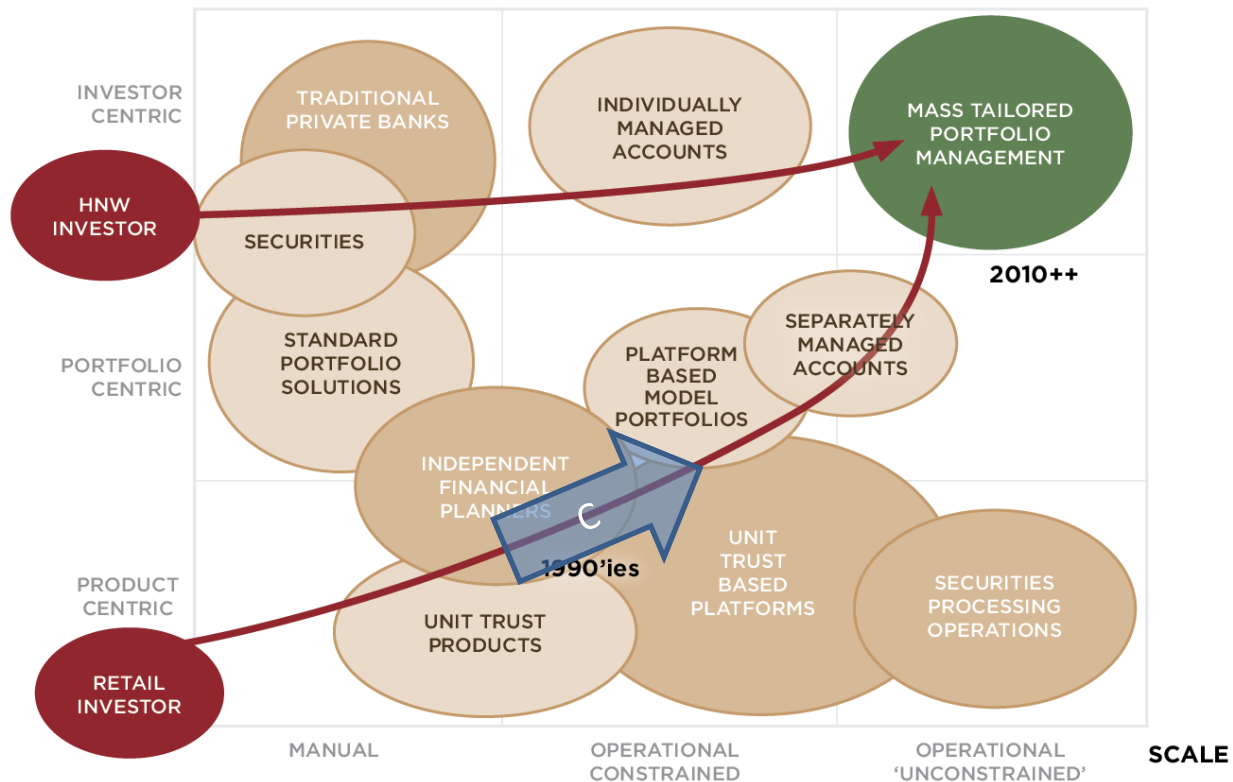 INVESTOR
CENTRIC
TRADITIONAL
PRIVATE BANKS
INDIVIDUALLY
MANAGED
ACCOUNTS
MASS TAILORED
PORTFOLIO
MANAGEMENT
HNW
INVESTOR
SECURITIES
2010++
PORTFOLIO
CENTRIC
STANDARD
PORTFOLIO
SOLUTIONS
PLATFORM
BASED
MODEL
PORTFOLIOS
SEPARATELY
MANAGED
ACCOUNTS
INDEPENDENT
FINANCIAL
PLANNERS
C
1990'ies
PRODUCT
CENTRIC
UNIT TRUST
PRODUCTS
UNIT
TRUST
BASED
PLATFORMS
SECURITIES
PROCESSING
OPERATIONS
RETAIL
INVESTOR
MANUAL
OPERATIONAL
CONSTRAINED
OPERATIONAL
‘UNCONSTRAINED’
SCALE